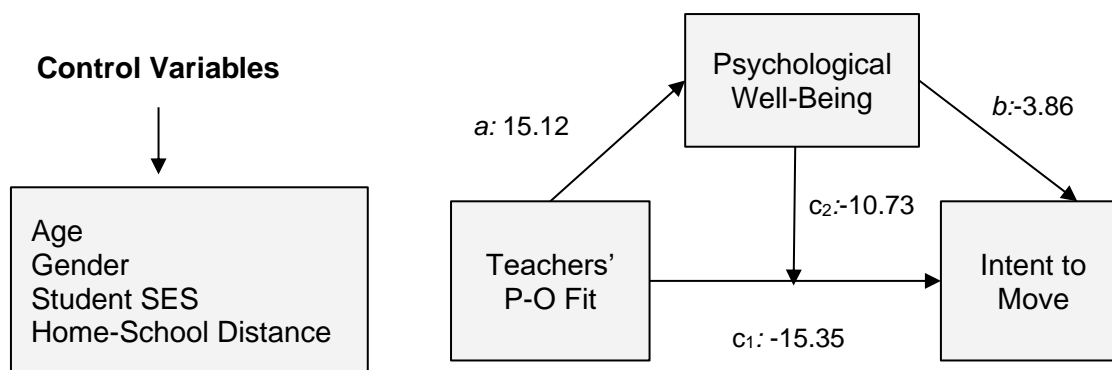 Control Variables
Age
Gender
Student SES
Home-School Distance
Psychological
Well-Being
a: 15.12
b:-3.86
c₂:-10.73
Teachers’
P-O Fit
Intent to
Move
c₁: -15.35